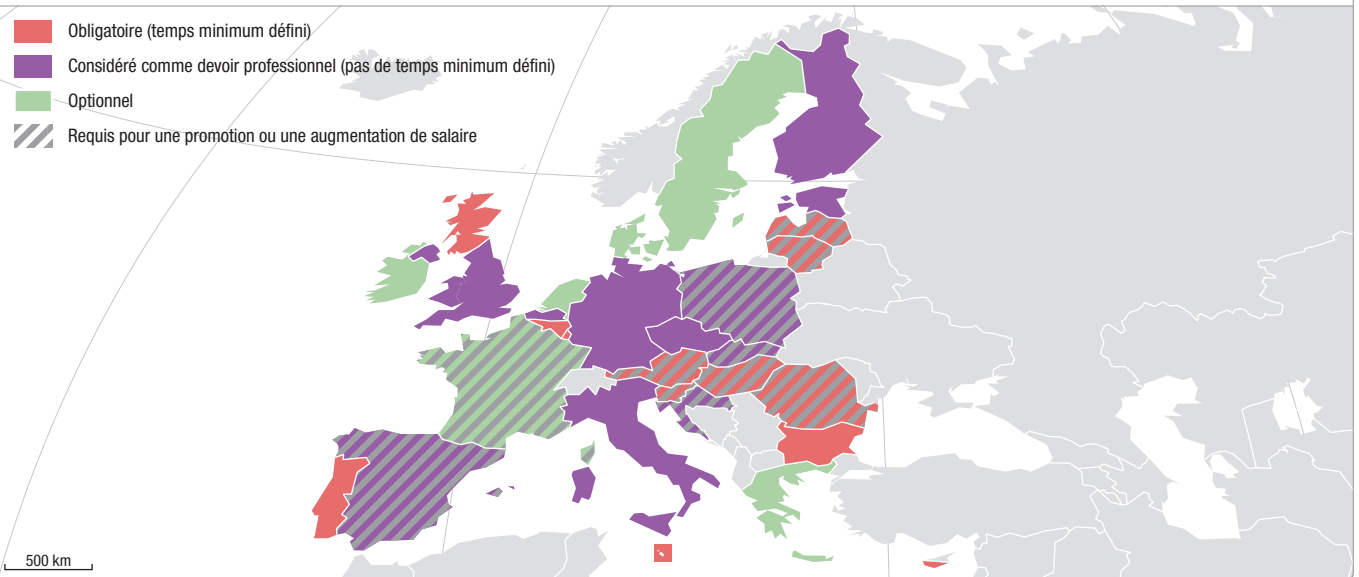 Obligatoire (temps minimum défini)
Considéré comme devoir professionnel (pas de temps minimum défini)
Optionnel
Requis pour une promotion ou une augmentation de salaire
500 km